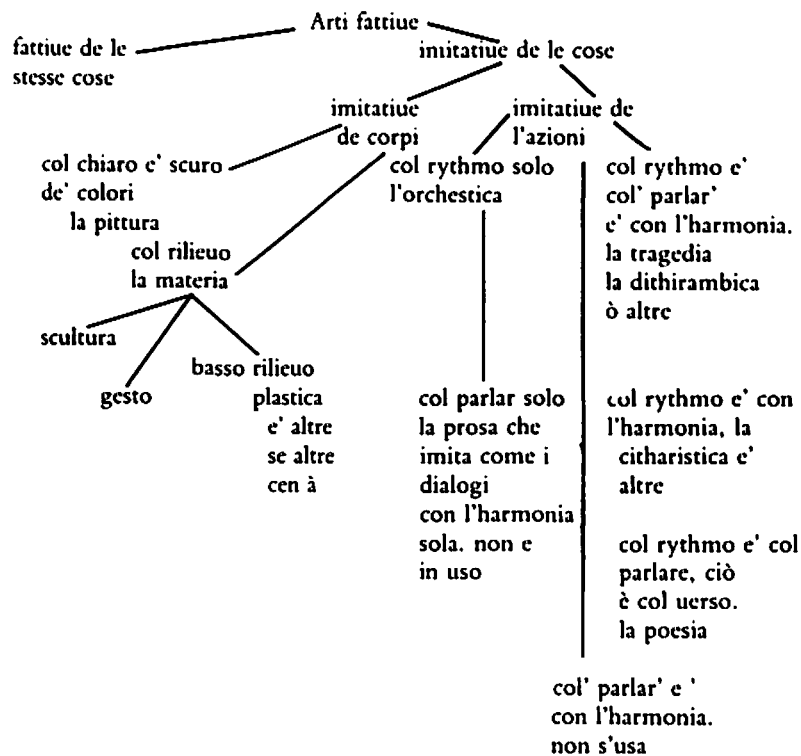 Arti fattiue
fattiue de le
stesse cose
imitatiue de le cose
imitatiue
de corpi
imitatiue de
l'azioni
col chiaro e' scuro
de' colori
la pittura
col rilieuo
la materia
scultura
gesto
basso rilieuo
plastica
e' altre
se altre
cen à
col rythmo solo
l'orchestica
col parlar solo
la prosa che
imita come i
dialogi
con l'harmonia
sola. non e
in uso
col rythmo e'
col' parlar'
e' con l'harmonia.
la tragedia
la dithirambica
ò altre
col rythmo e' con
l'harmonia, la
citharistica e'
altre
col rythmo e' col
parlare, ciò
è col uerso.
la poesia
col' parlar' e '
con l'harmonia.
non s'usa